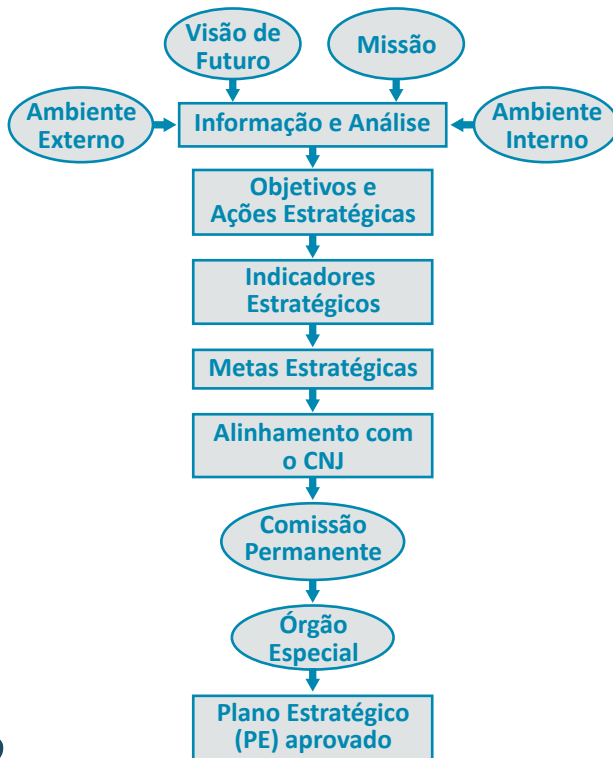 Visão de
Futuro
Missão
Ambiente
Externo
Informação e Análise
Ambiente
Interno
Objetivos e
Ações Estratégicas
Indicadores
Estratégicos
Metas Estratégicas
Alinhamento com
o CNJ
Comissão
Permanente
Órgão
Especial
Plano Estratégico
(PE) aprovado